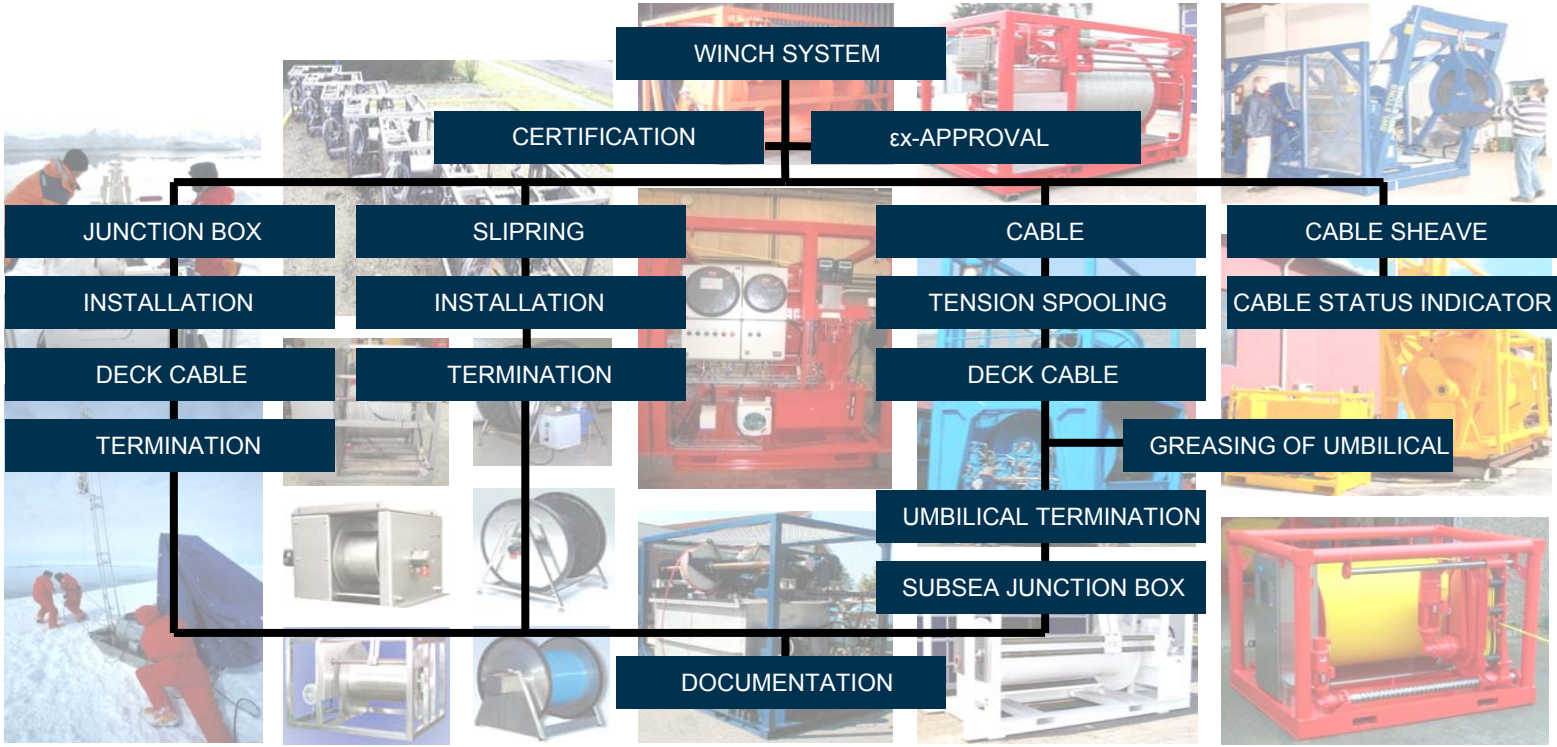 WINCH SYSTEM
CERTIFICATION
εx-APPROVAL
JUNCTION BOX
SLIPRING
CABLE
CABLE SHEAVE
INSTALLATION
INSTALLATION
TENSION SPOOLING
CABLE STATUS INDICATOR
DECK CABLE
TERMINATION
DECK CABLE
TERMINATION
GREASING OF UMBILICAL
UMBILICAL TERMINATION
SUBSEA JUNCTION BOX
DOCUMENTATION